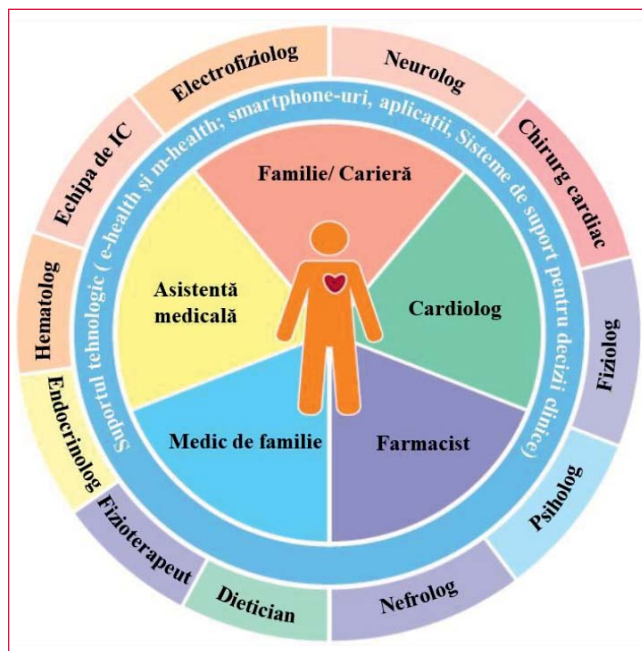 Electrofiziolog
Neurolog
Chirurg cardiac
Fiziolog
Psiholog
Nefrolog
Dietician
Fizioterapeut
Endocrinolog
Hematolog
Echipa de IC
Suportul tehnologic ( e-health și m-health; smartphone-uri, aplicații, Sisteme de suport pentru decizii clinice)
Familie/ Carieră
Cardiolog
Farmacist
Medic de familie
Asistentă
medicală